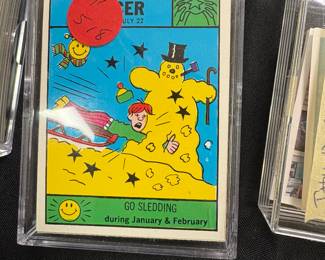 CER
JULY 22
GO SLEDDING
during January & February